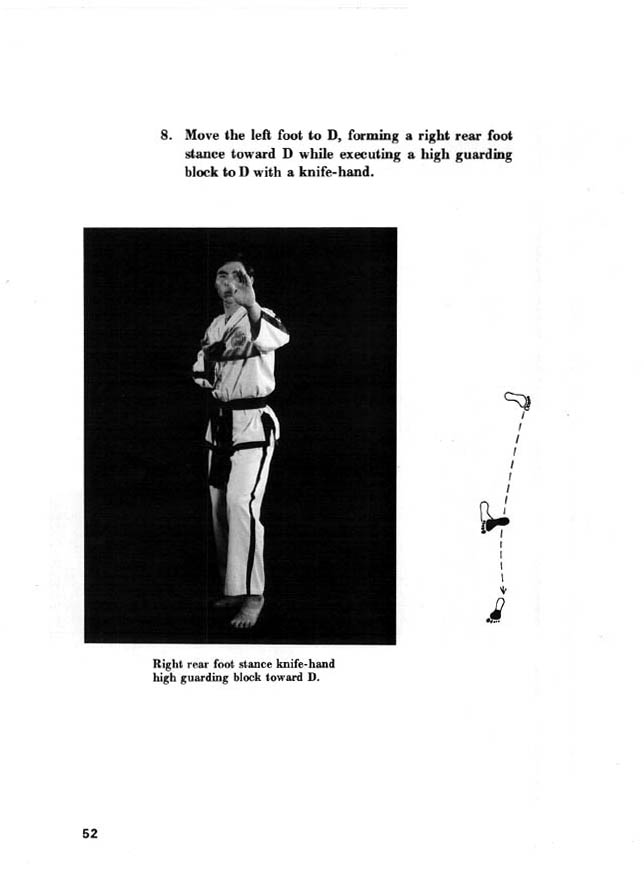 8. Move the left foot to D, forming a right rear foot
stance toward D while executing a high guarding
block to D with a knife-hand.
Right rear foot stance knife-hand
high guarding block toward D.
52